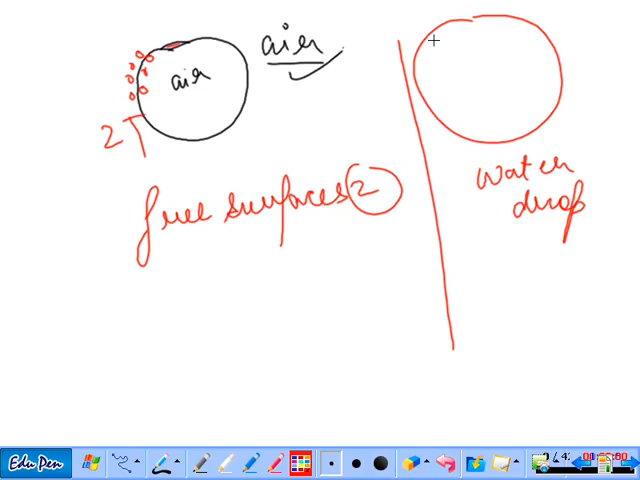 air
air
2T
free surfaces 2
water
drop
Edu Pen